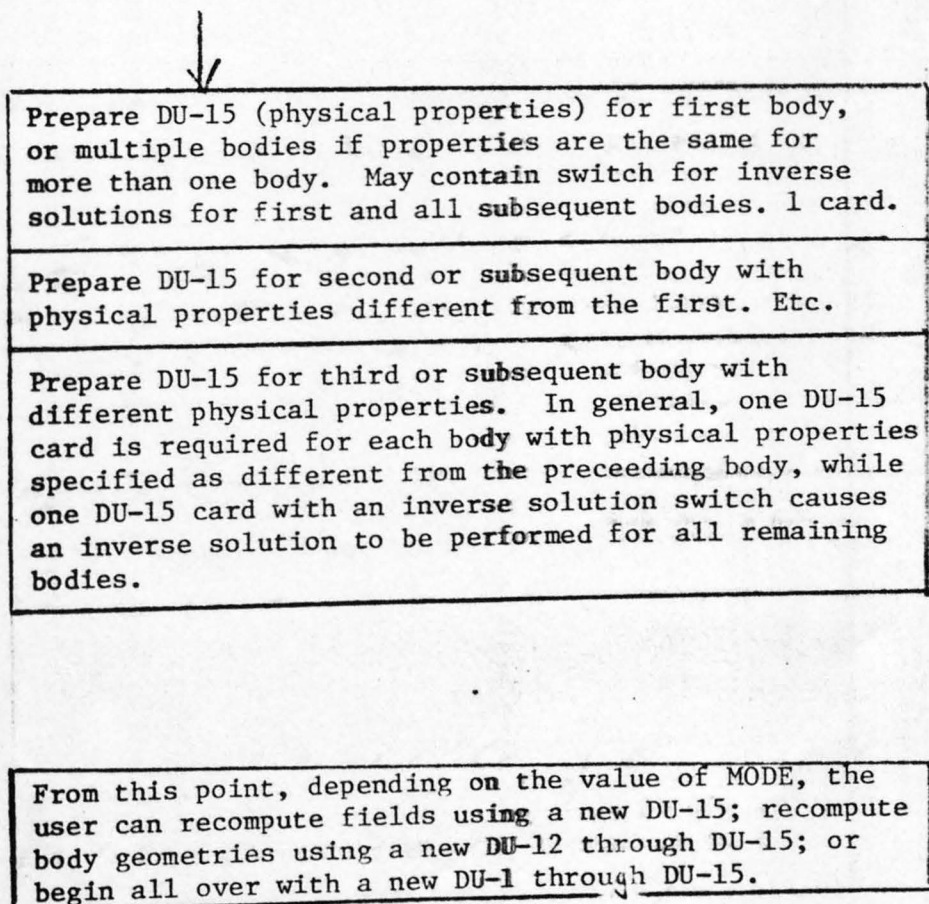 Prepare DU-15 (physical properties) for first body,
or multiple bodies if properties are the same for
more than one body.  May contain switch for inverse
solutions for first and all subsequent bodies. 1 card.
Prepare DU-15 for second or subsequent body with
physical properties different from the first. Etc.
Prepare DU-15 for third or subsequent body with
different physical properties.  In general, one DU-15
card is required for each body with physical properties
specified as different from the preceeding body, while
one DU-15 card with an inverse solution switch causes
an inverse solution to be performed for all remaining
bodies.
From this point, depending on the value of MODE, the
user can recompute fields using a new DU-15; recompute
body geometries using a new DU-12 through DU-15; or
begin all over with a new DU-1 through DU-15.